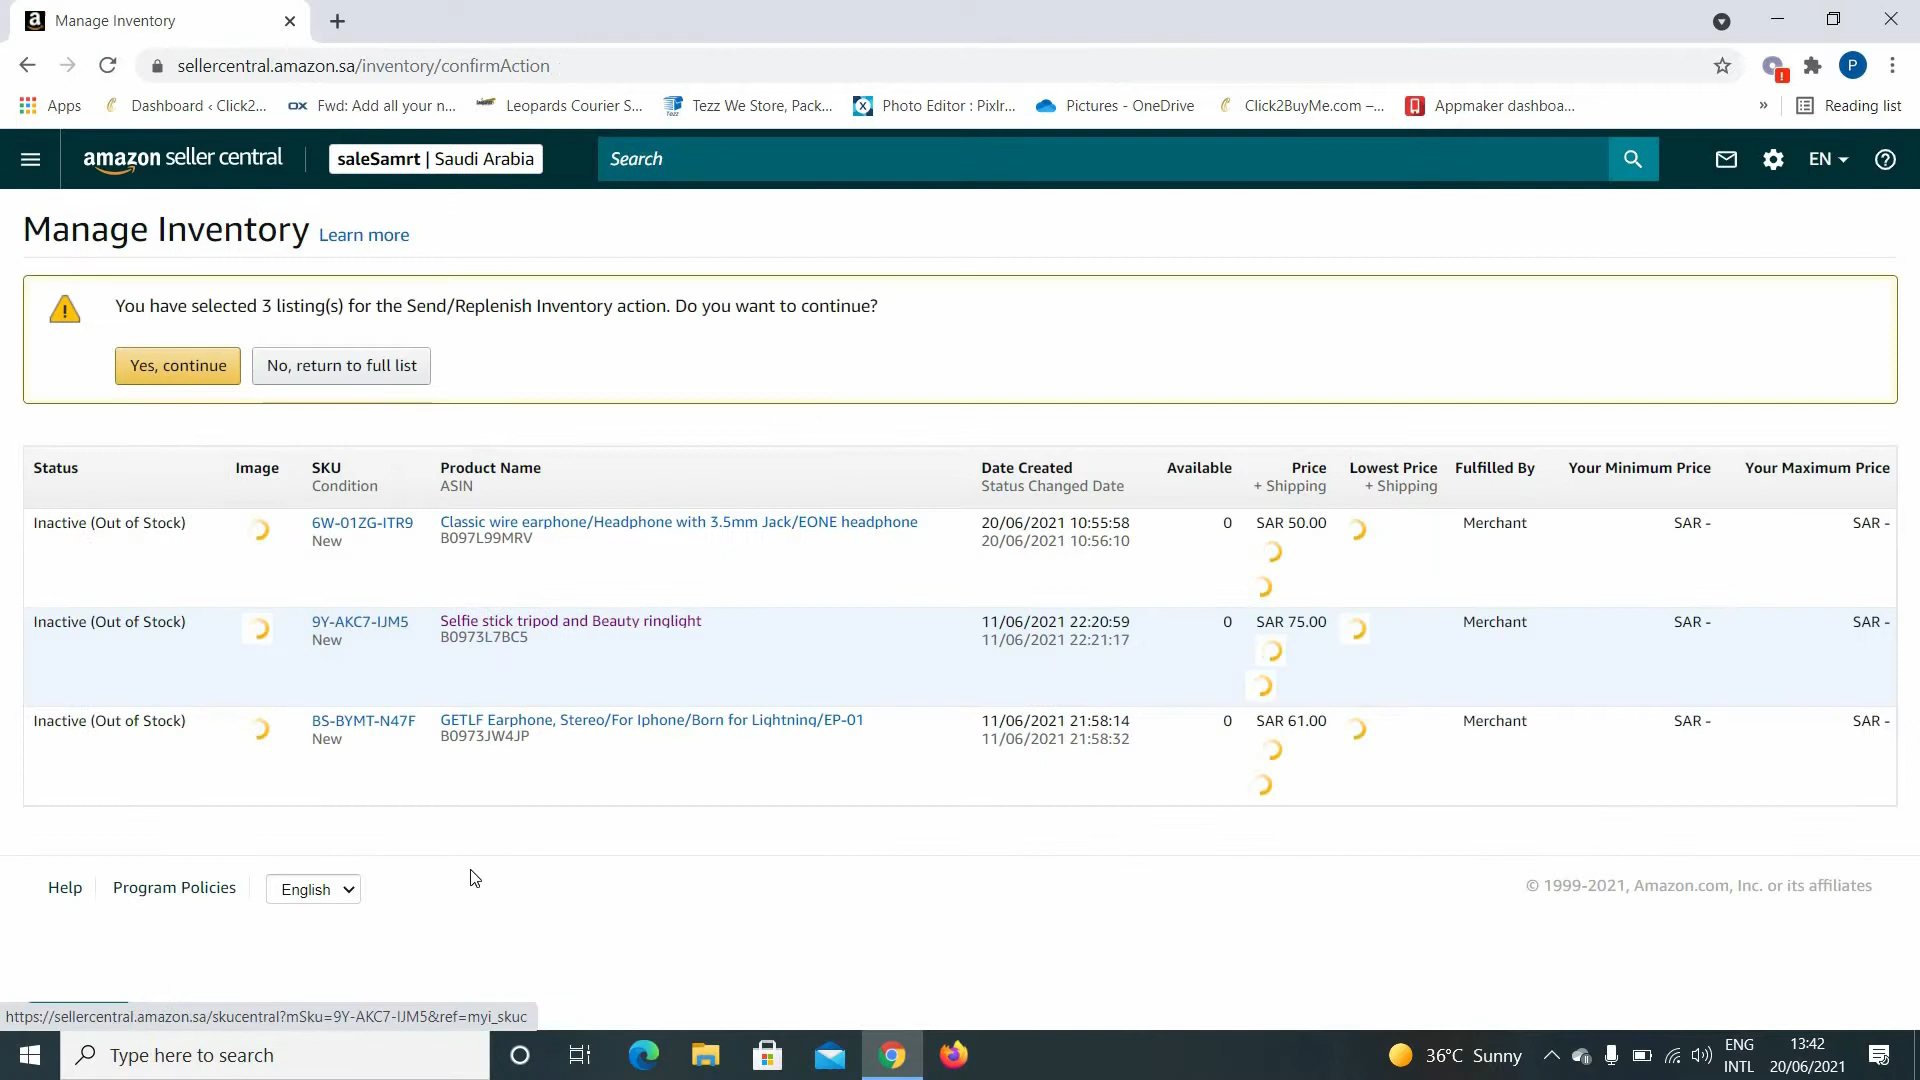 Manage Inventory
sellercentral.amazon.sa/inventory/confirmAction
P
Apps
Dashboard ‹ Click2...
Fwd: Add all your n...
Leopards Courier S...
Tezz We Store, Pack...
Photo Editor : Pixlr...
Pictures - OneDrive
Click2BuyMe.com –...
Appmaker dashboa...
»
Reading list
amazon seller central
saleSamrt | Saudi Arabia
Search
EN
Manage Inventory Learn more
You have selected 3 listing(s) for the Send/Replenish Inventory action. Do you want to continue?
Yes, continue
No, return to full list
Status Image SKU Product Name Date Created Available Price Lowest Price Fulfilled By Your Minimum Price Your Maximum Price
Condition ASIN Status Changed Date + Shipping + Shipping
Inactive (Out of Stock) 6W-01ZG-ITR9 Classic wire earphone/Headphone with 3.5mm Jack/EONE headphone 20/06/2021 10:55:58 0 SAR 50.00 Merchant SAR - SAR -
New B097L99MRV 20/06/2021 10:56:10
Inactive (Out of Stock) 9Y-AKC7-IJM5 Selfie stick tripod and Beauty ringlight 11/06/2021 22:20:59 0 SAR 75.00 Merchant SAR - SAR -
New B0973L7BC5 11/06/2021 22:21:17
Inactive (Out of Stock) BS-BYMT-N47F GETLF Earphone, Stereo/For Iphone/Born for Lightning/EP-01 11/06/2021 21:58:14 0 SAR 61.00 Merchant SAR - SAR -
New B0973JW4JP 11/06/2021 21:58:32
Help Program Policies English
© 1999-2021, Amazon.com, Inc. or its affiliates
https://sellercentral.amazon.sa/skucentral?mSku=9Y-AKC7-IJM5&ref=myi_skuc
Type here to search
36°C Sunny
ENG
INTL
13:42
20/06/2021